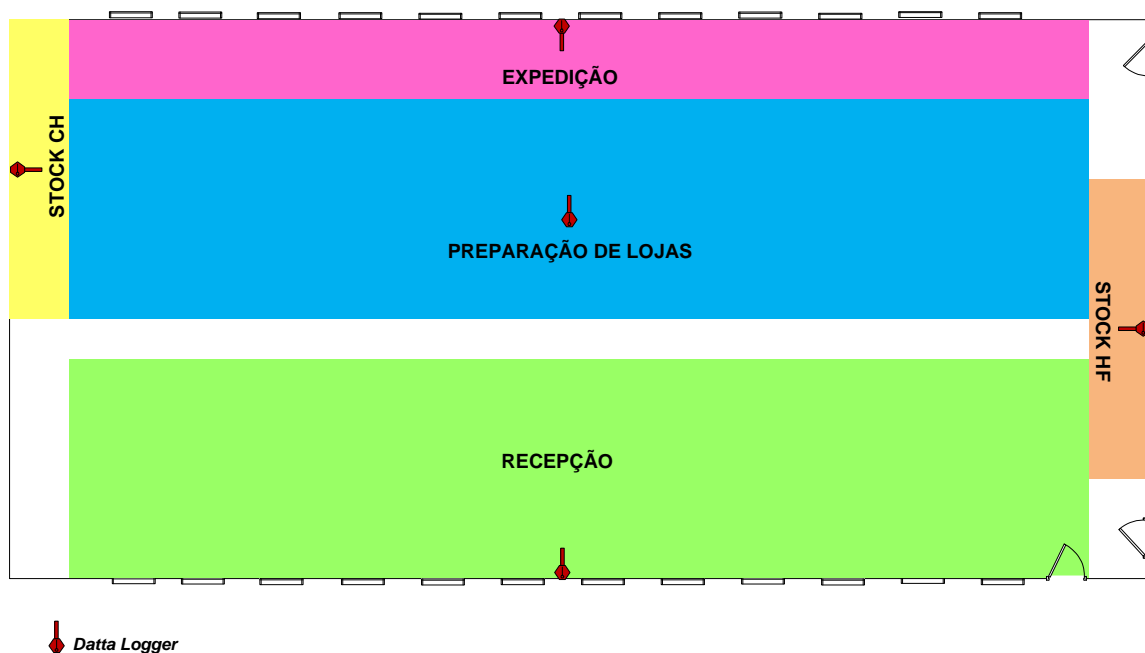 EXPEDIÇÃO
STOCK CH
PREPARAÇÃO DE LOJAS
STOCK HF
RECEPÇÃO
Datta Logger